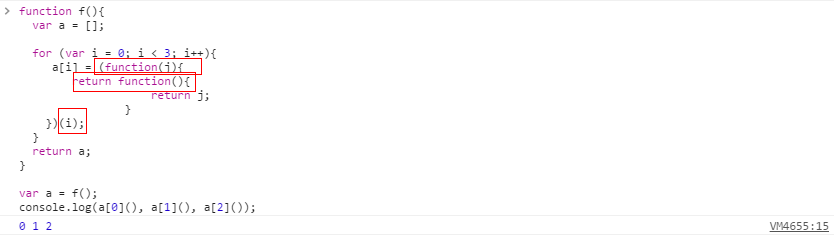 > function f(){
var a = [];
for (var i = 0; i < 3; i++){
a[i] = (function(j){
return function(){
return j;
}
})(i);
}
return a;
}
var a = f();
console.log(a[0](), a[1](), a[2]());
0 1 2 VM4655:15